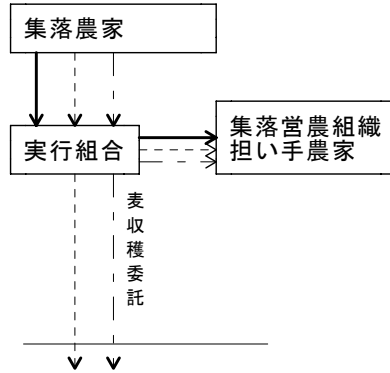 集落農家
実行組合
集落営農組織
担い手農家
麦収穫委託